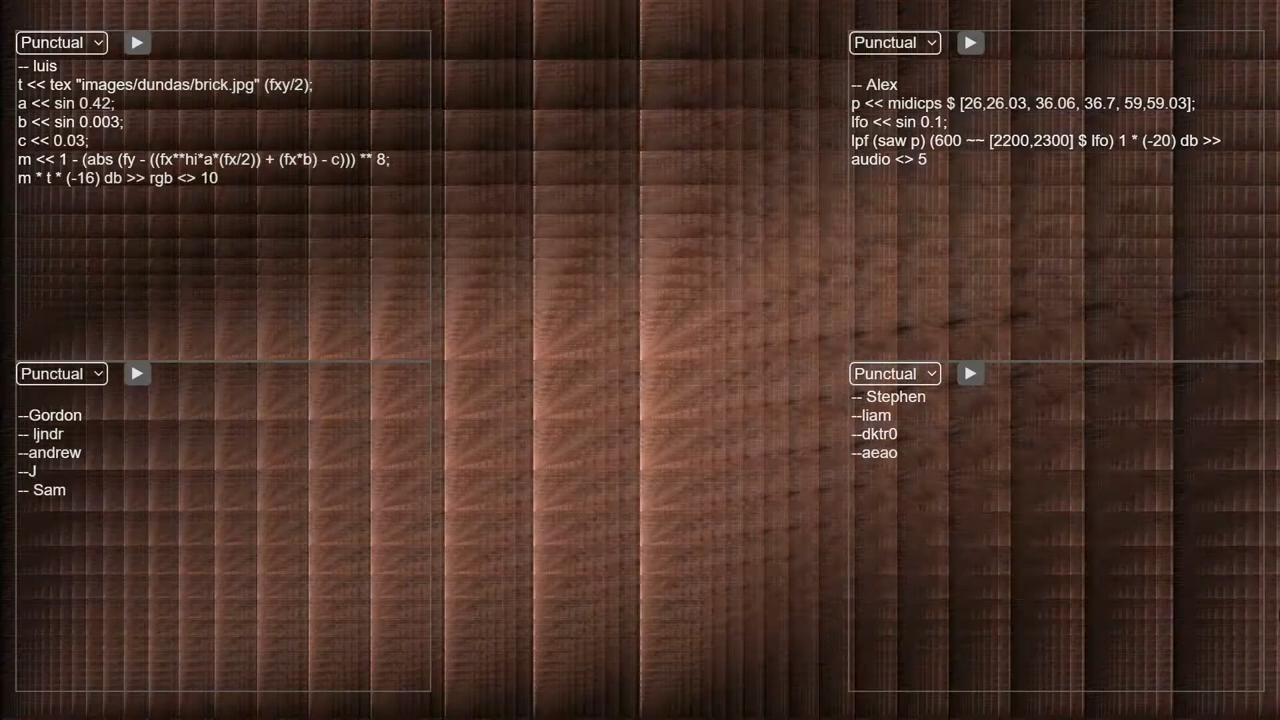 Punctual
-- luis
t << tex "images/dundas/brick.jpg" (fxy/2);
a << sin 0.42;
b << sin 0.003;
c << 0.03;
m << 1 - (abs (fy - ((fx**hi*a*(fx/2)) + (fx*b) - c))) ** 8;
m * t * (-16) db >> rgb <> 10
Punctual
-- Alex
p << midicps $ [26,26.03, 36.06, 36.7, 59,59.03];
lfo << sin 0.1;
lpf (saw p) (600 ~~ [2200,2300] $ lfo) 1 * (-20) db >>
audio <> 5
Punctual
--Gordon
-- ljndr
--andrew
--J
-- Sam
Punctual
-- Stephen
--liam
--dktr0
--aeao